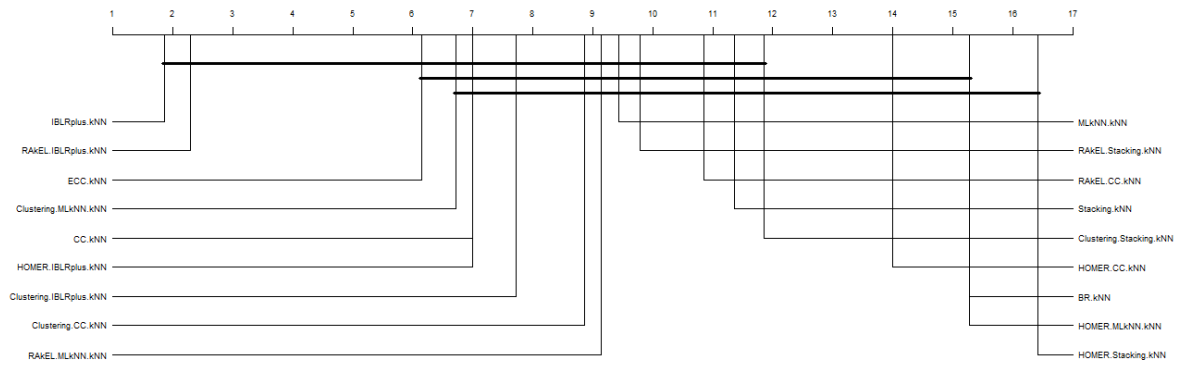 1 2 3 4 5 6 7 8 9 10 11 12 13 14 15 16 17
IBLRplus.kNN
RAkEL.IBLRplus.kNN
ECC.kNN
Clustering.MLkNN.kNN
CC.kNN
HOMER.IBLRplus.kNN
Clustering.IBLRplus.kNN
Clustering.CC.kNN
RAkEL.MLkNN.kNN
MLkNN.kNN
RAkEL.Stacking.kNN
RAkEL.CC.kNN
Stacking.kNN
Clustering.Stacking.kNN
HOMER.CC.kNN
BR.kNN
HOMER.MLkNN.kNN
HOMER.Stacking.kNN